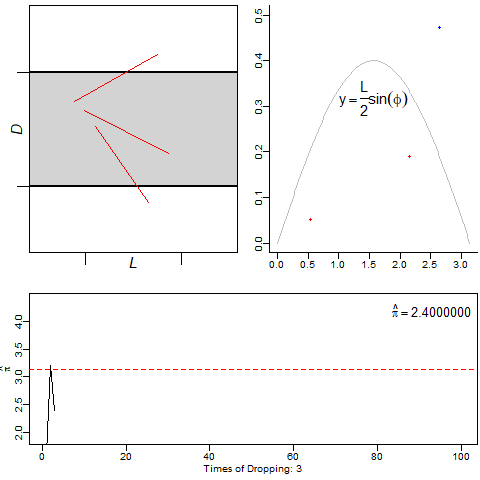 D
L
0.5
0.4
0.3
0.2
0.1
0.0
y = L/2 sin(ϕ)
0.0 0.5 1.0 1.5 2.0 2.5 3.0
π̂ = 2.4000000
4.0
3.5
3.0
2.5
2.0
π̂
0 20 40 60 80 100
Times of Dropping: 3